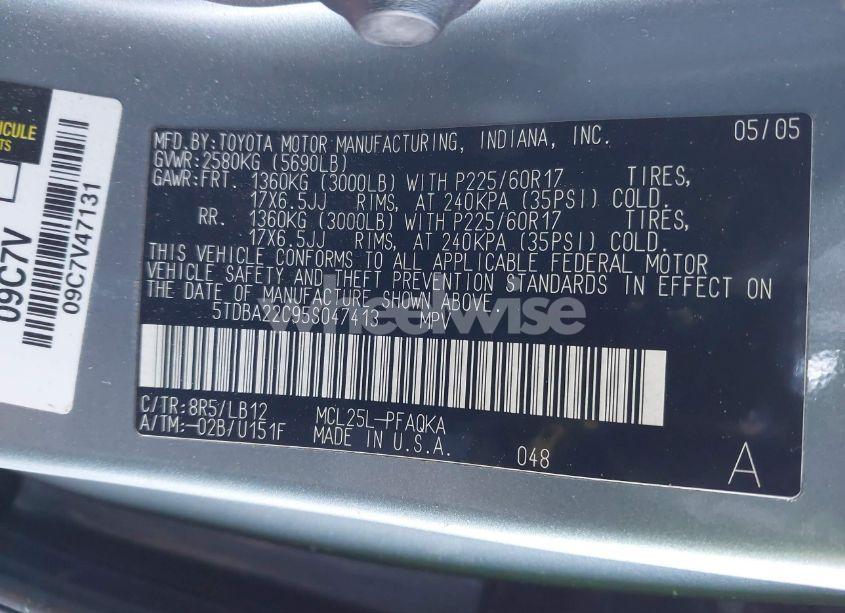 MFD.BY:TOYOTA MOTOR MANUFACTURING, INDIANA, INC. 05/05
GVWR:2580KG (5690LB)
GAWR:FRT. 1360KG (3000LB) WITH P225/60R17 TIRES,
17X6.5JJ RIMS, AT 240KPA (35PSI) COLD.
RR. 1360KG (3000LB) WITH P225/60R17 TIRES,
17X6.5JJ RIMS, AT 240KPA (35PSI) COLD.
THIS VEHICLE CONFORMS TO ALL APPLICABLE FEDERAL MOTOR
VEHICLE SAFETY AND THEFT PREVENTION STANDARDS IN EFFECT ON
THE DATE OF MANUFACTURE SHOWN ABOVE.
5TDBA22C95S047413 MPV
C/TR:8R5/LB12 MCL25L-PFAQKA
A/TM:-02B/U151F MADE IN U.S.A.
048
A
09C7V
09C7V47131
wheelwise